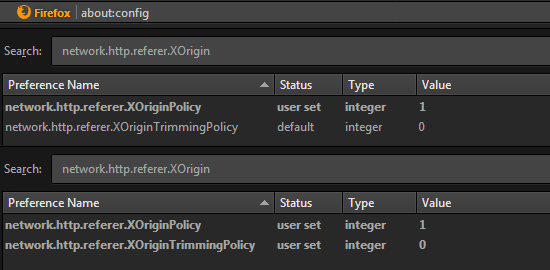 Firefox about:config
Search: network.http.referer.XOrigin
Preference Name Status Type Value
network.http.referer.XOriginPolicy user set integer 1
network.http.referer.XOriginTrimmingPolicy default integer 0
Search: network.http.referer.XOrigin
Preference Name Status Type Value
network.http.referer.XOriginPolicy user set integer 1
network.http.referer.XOriginTrimmingPolicy user set integer 0